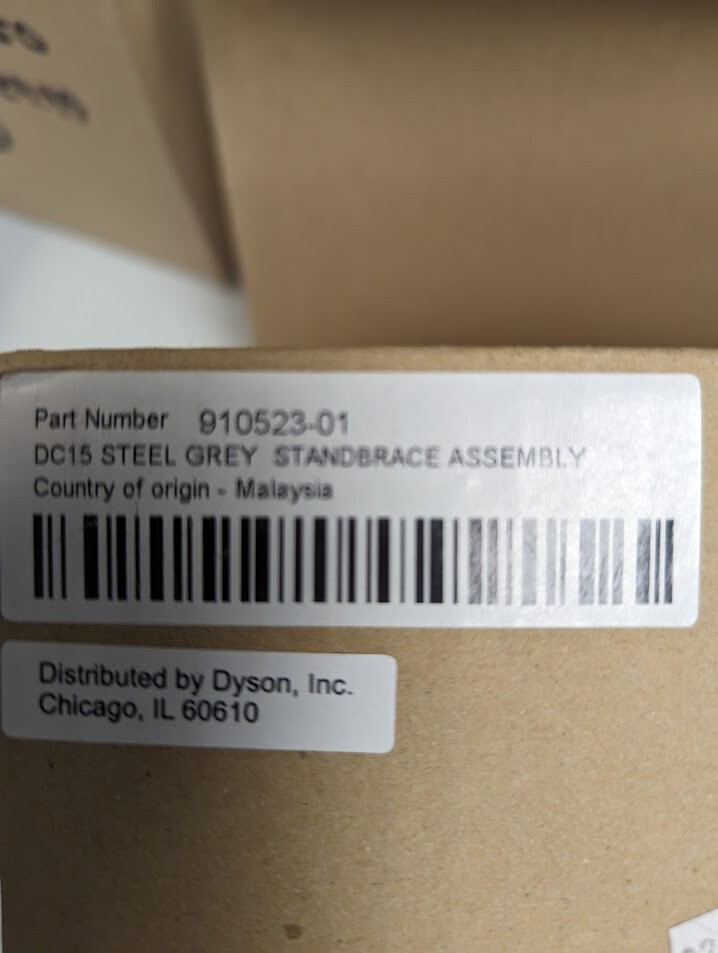 Part Number 910523-01
DC15 STEEL GREY STANDBRACE ASSEMBLY
Country of origin - Malaysia
Distributed by Dyson, Inc.
Chicago, IL 60610